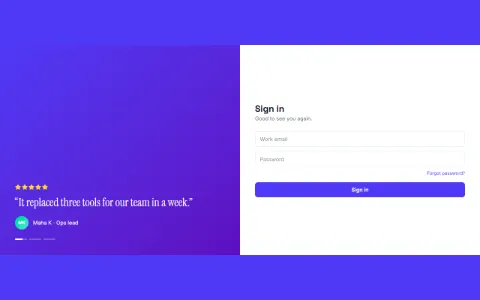 “It replaced three tools for our team in a week.”
Maha K · Ops lead
Sign in
Good to see you again.
Work email
Password
Forgot password?
Sign in